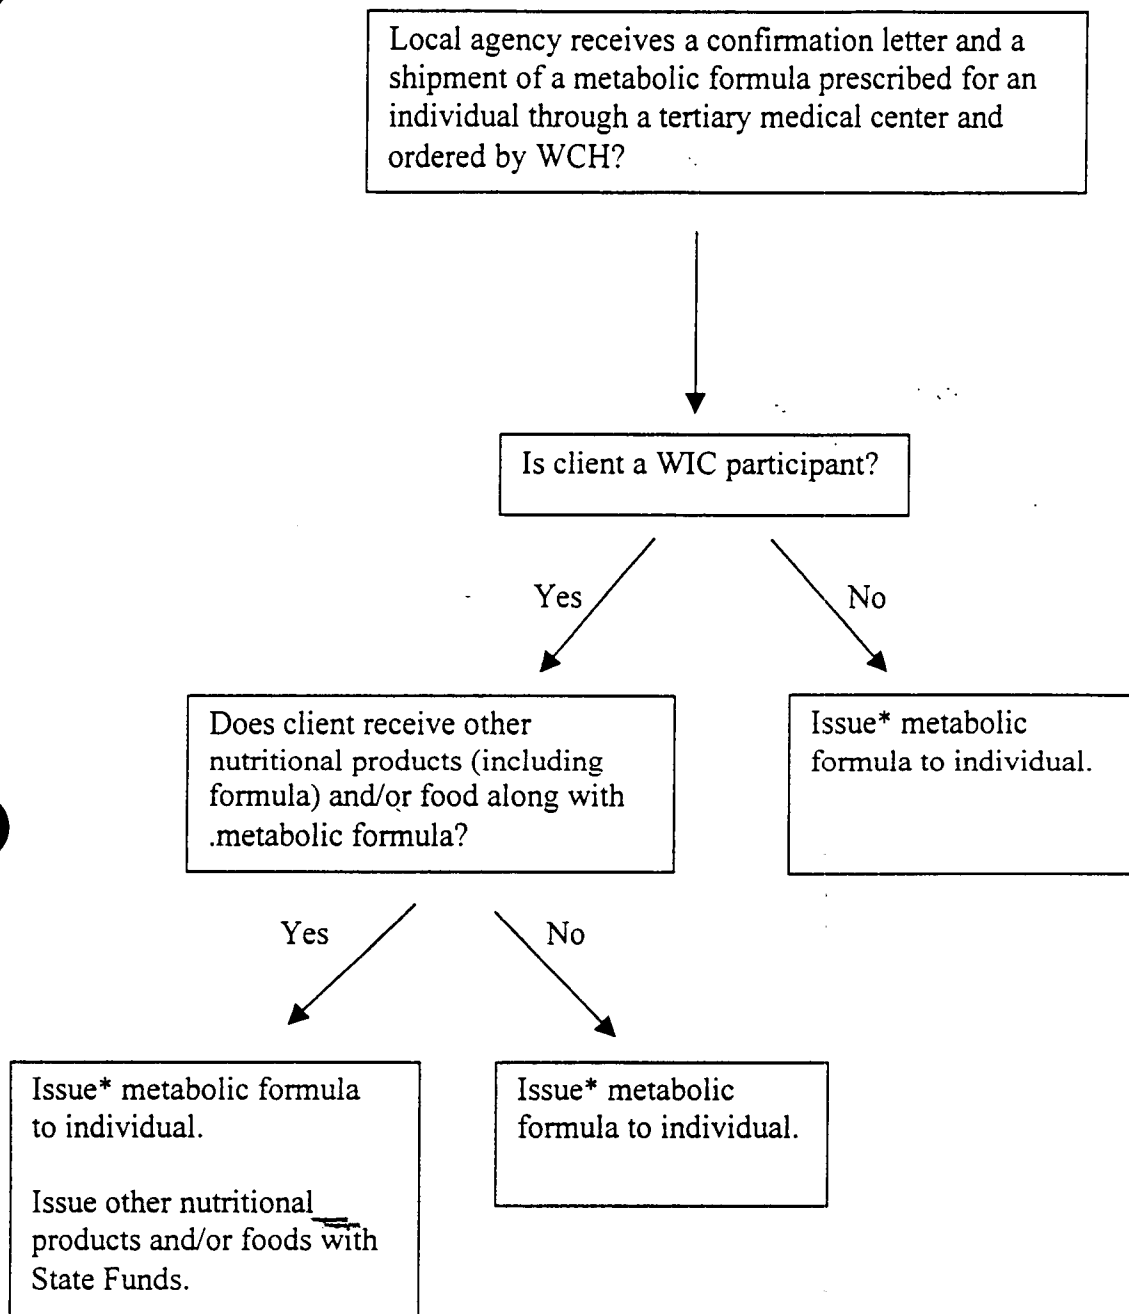 Local agency receives a confirmation letter and a
shipment of a metabolic formula prescribed for an
individual through a tertiary medical center and
ordered by WCH?
Is client a WIC participant?
Yes
No
Does client receive other
nutritional products (including
formula) and/or food along with
.metabolic formula?
Issue* metabolic
formula to individual.
Yes
No
Issue* metabolic formula
to individual.
Issue other nutritional
products and/or foods with
State Funds.
Issue* metabolic
formula to individual.